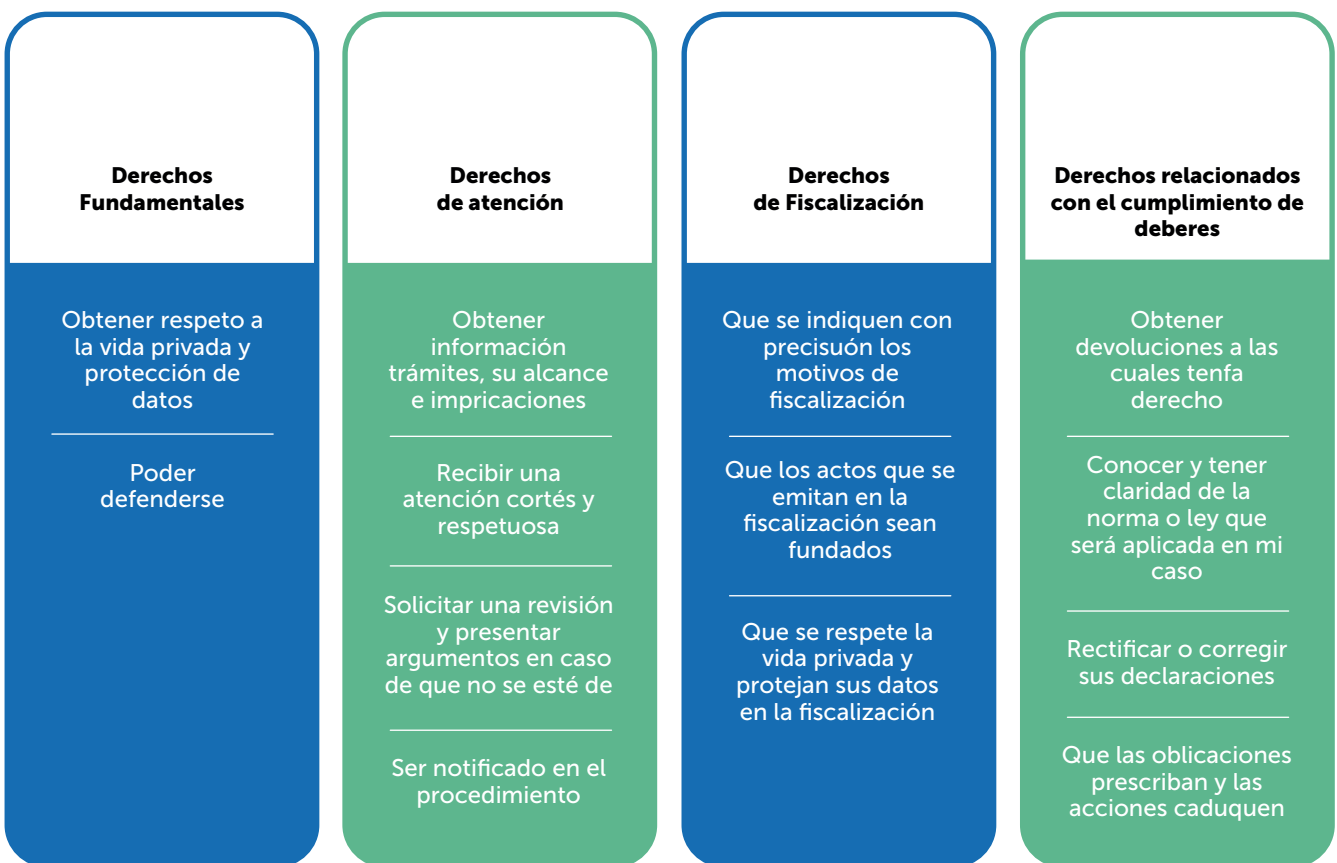 Derechos
Fundamentales
Obtener respeto a
la vida privada y
protección de
datos
Poder
defenderse
Derechos
de atención
Obtener
información
trámites, su alcance
e impricaciones
Recibir una
atención cortés y
respetuosa
Solicitar una revisión
y presentar
argumentos en caso
de que no se esté de
Ser notificado en el
procedimiento
Derechos
de Fiscalización
Que se indiquen con
precisuón los
motivos de
fiscalización
Que los actos que se
emitan en la
fiscalización sean
fundados
Que se respete la
vida privada y
protejan sus datos
en la fiscalización
Derechos relacionados
con el cumplimiento de
deberes
Obtener
devoluciones a las
cuales tenfa
derecho
Conocer y tener
claridad de la
norma o ley que
será aplicada en mi
caso
Rectificar o corregir
sus declaraciones
Que las oblicaciones
prescriban y las
acciones caduquen